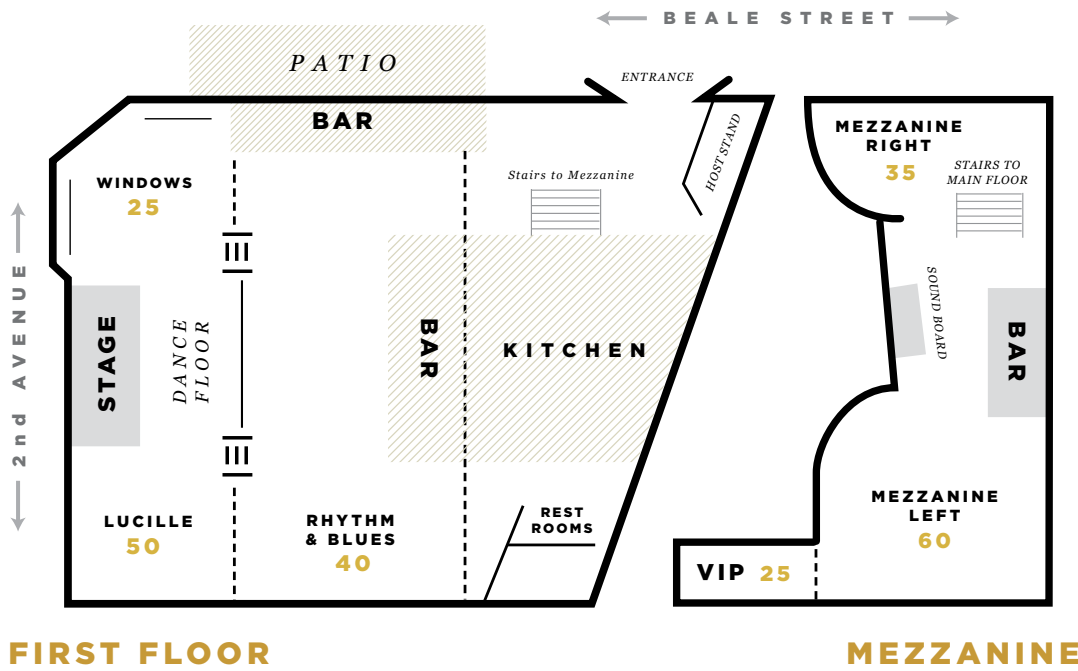 BEALE STREET
PATIO
ENTRANCE
BAR
HOST STAND
MEZZANINE
RIGHT
35
STAIRS TO
MAIN FLOOR
WINDOWS
25
Stairs to Mezzanine
2nd AVENUE
STAGE
DANCE
FLOOR
BAR
KITCHEN
SOUND BOARD
BAR
LUCILLE
50
RHYTHM
& BLUES
40
REST
ROOMS
MEZZANINE
LEFT
60
VIP 25
FIRST FLOOR
MEZZANINE